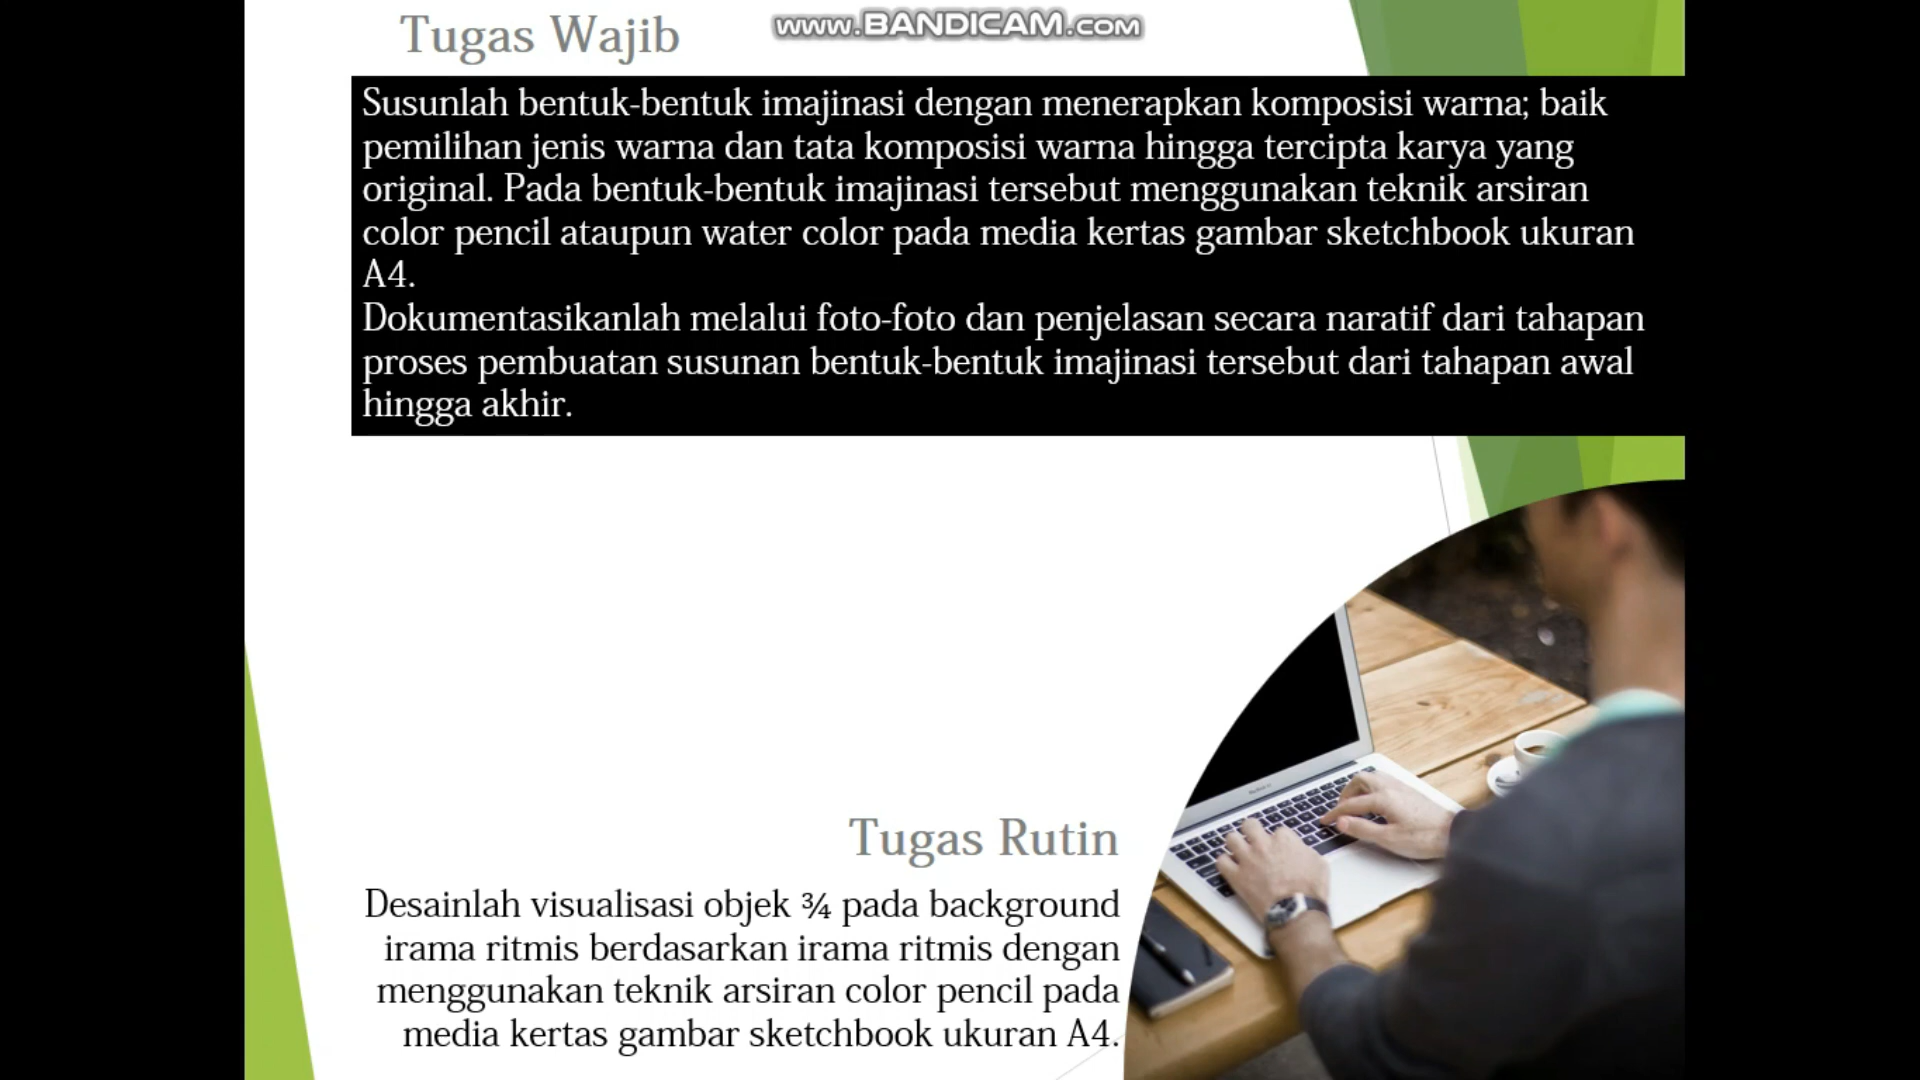 Tugas Wajib
www.BANDICAM.com
Susunlah bentuk-bentuk imajinasi dengan menerapkan komposisi warna; baik
pemilihan jenis warna dan tata komposisi warna hingga tercipta karya yang
original. Pada bentuk-bentuk imajinasi tersebut menggunakan teknik arsiran
color pencil ataupun water color pada media kertas gambar sketchbook ukuran
A4.
Dokumentasikanlah melalui foto-foto dan penjelasan secara naratif dari tahapan
proses pembuatan susunan bentuk-bentuk imajinasi tersebut dari tahapan awal
hingga akhir.
Tugas Rutin
Desainlah visualisasi objek ¾ pada background
irama ritmis berdasarkan irama ritmis dengan
menggunakan teknik arsiran color pencil pada
media kertas gambar sketchbook ukuran A4.